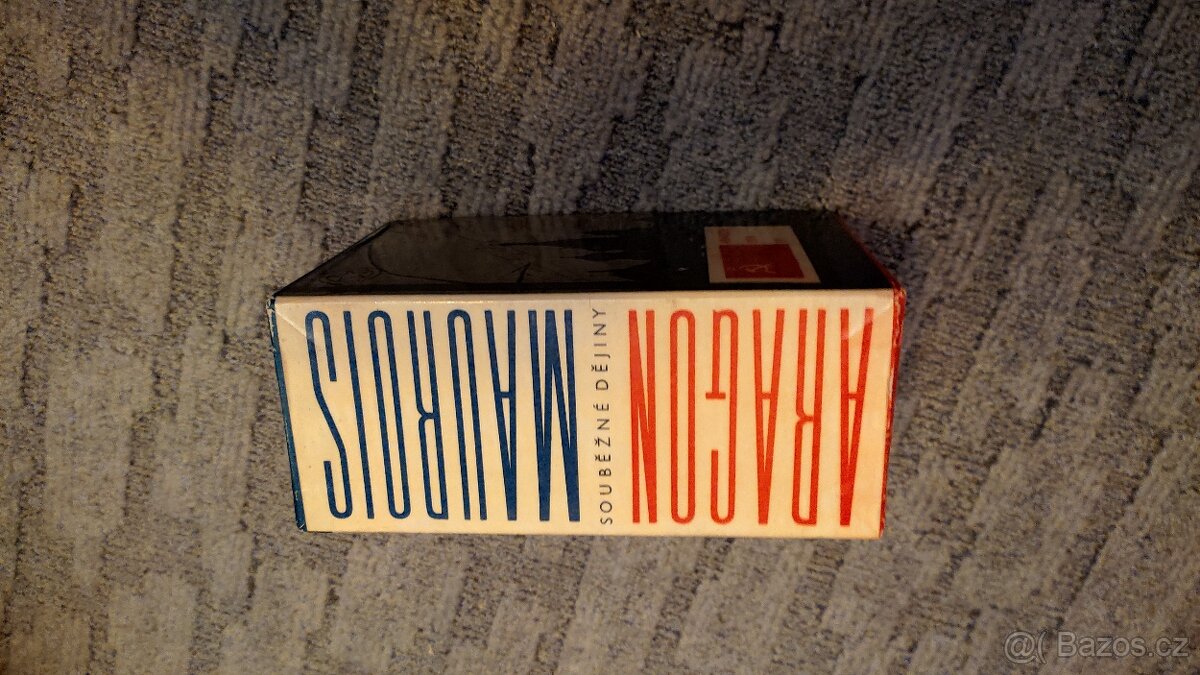 ARAGON
SOUBĚŽNÉ DĚJINY
MAUROIS
@( Bazos.cz